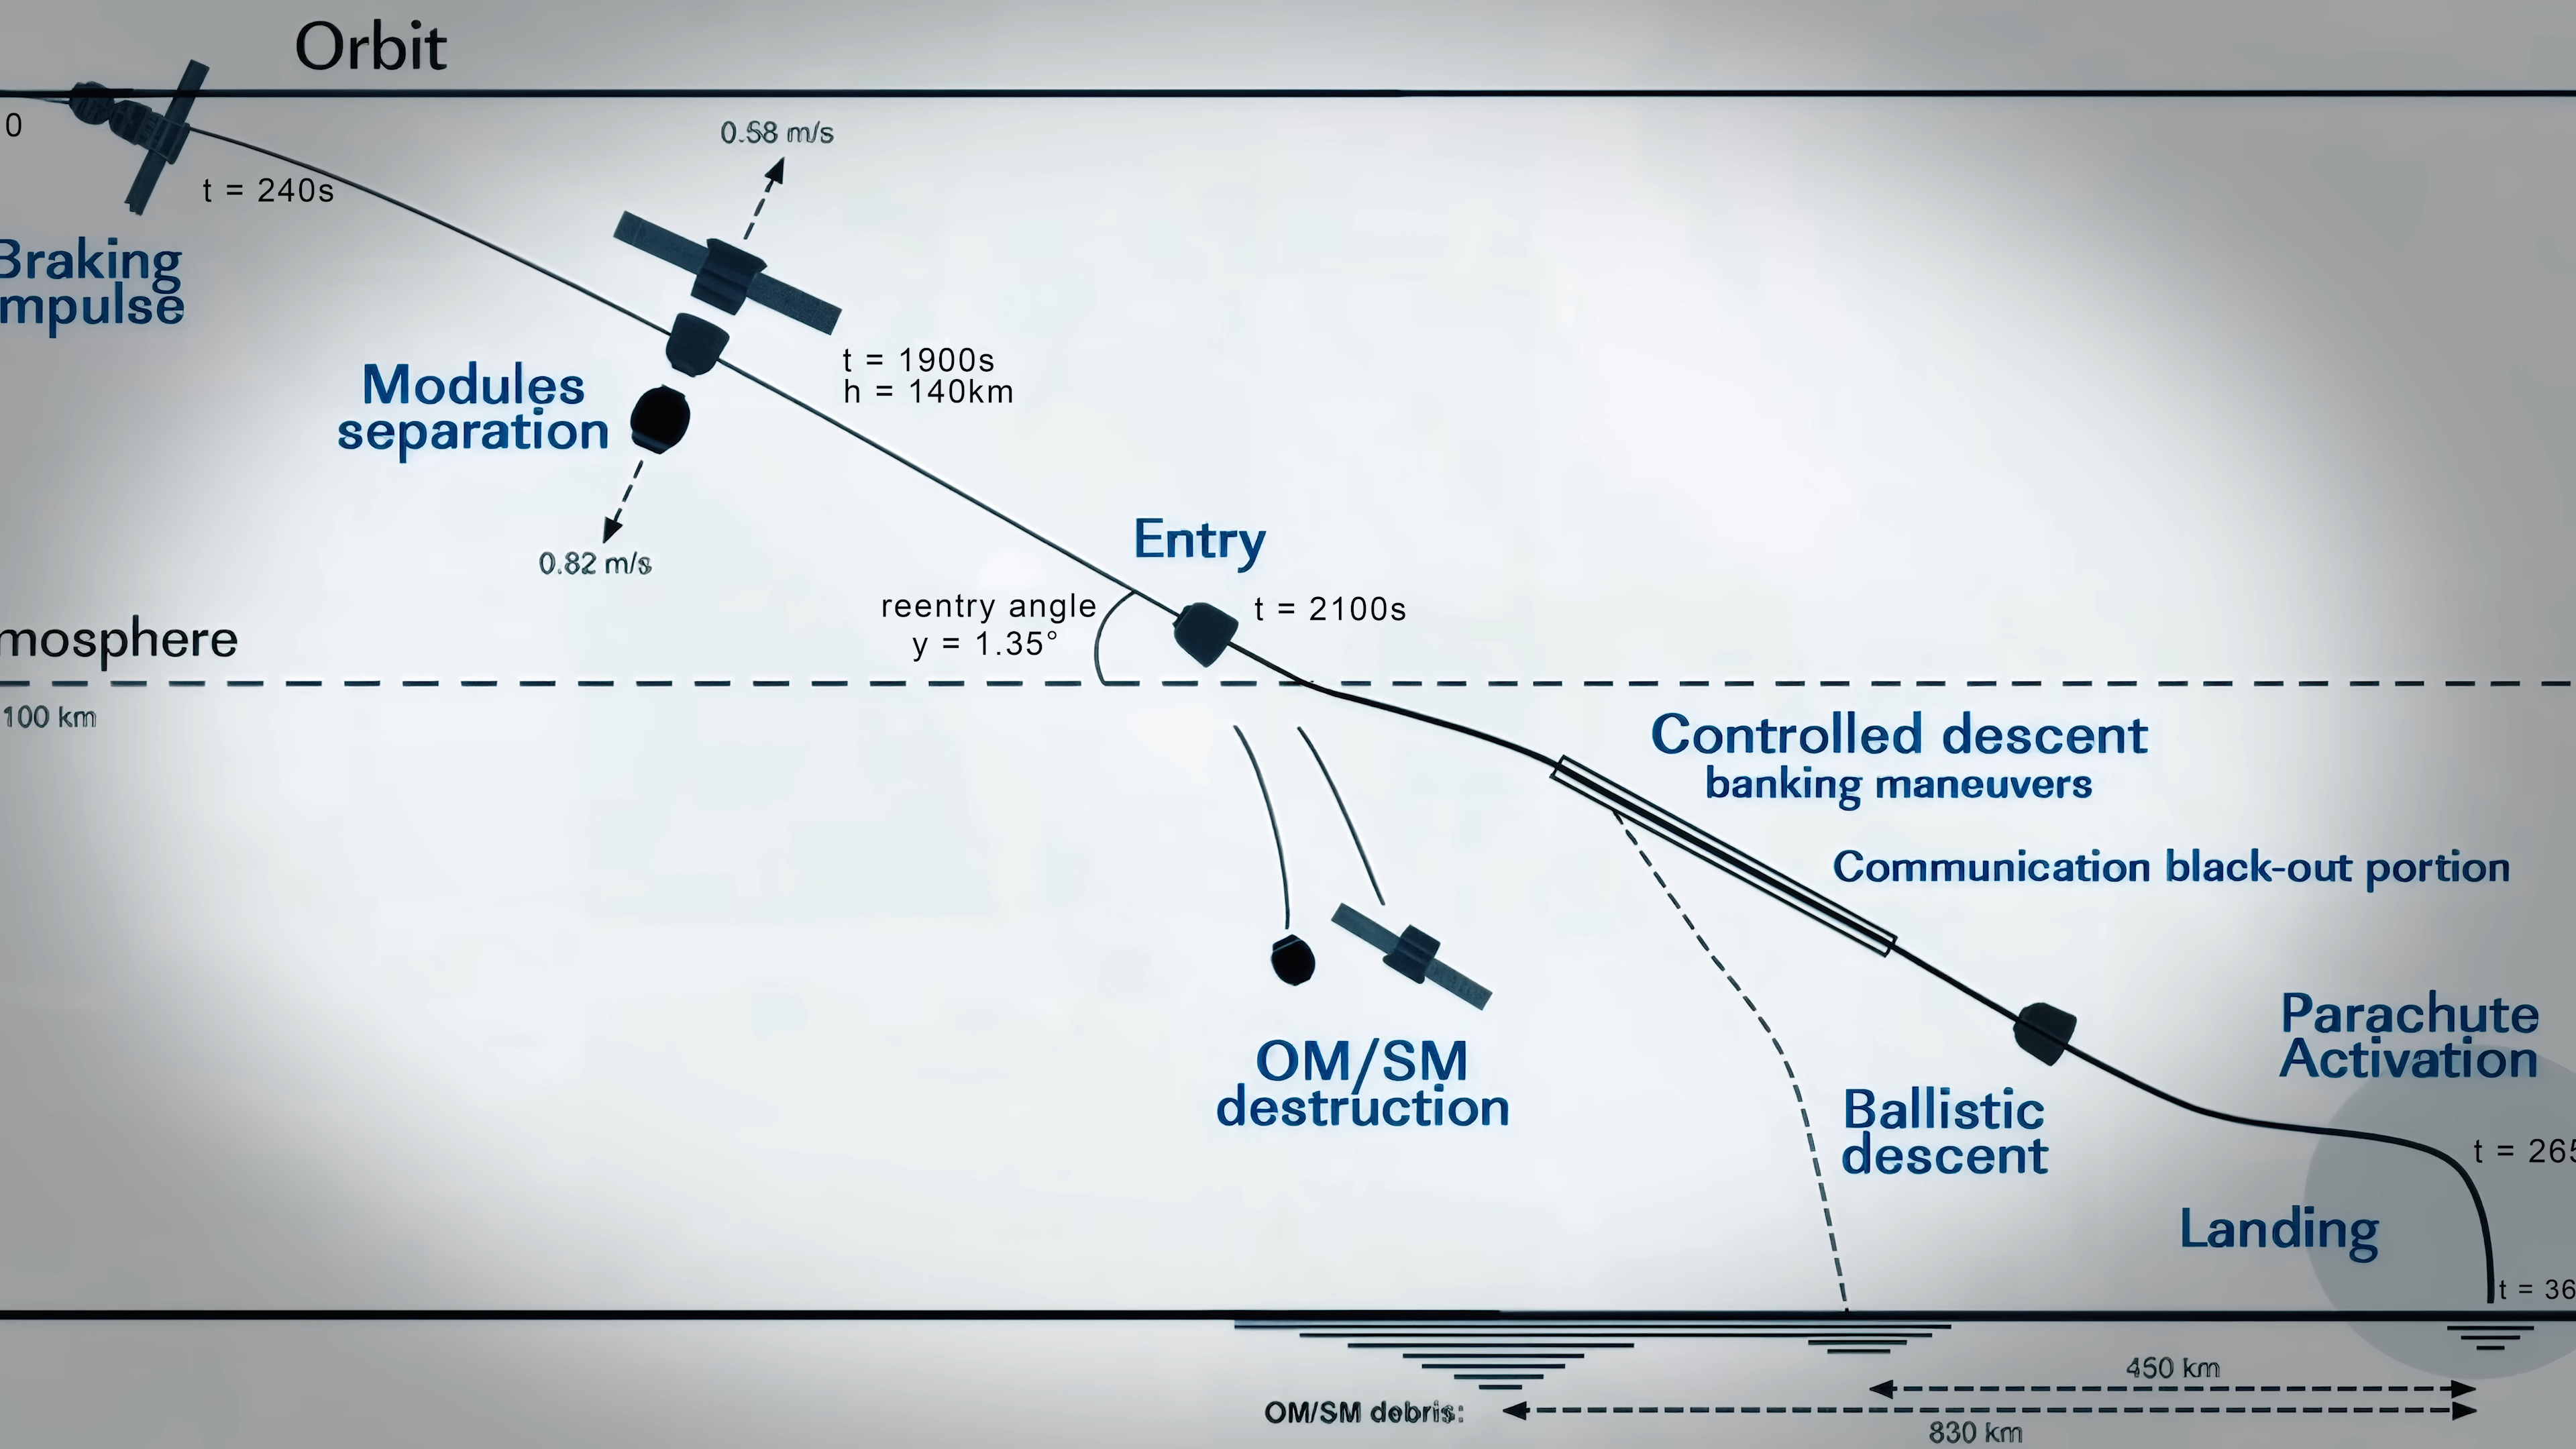 Orbit
0
0.58 m/s
t = 240s
Braking
mpulse
t = 1900s
h = 140km
Modules
separation
0.82 m/s
Entry
reentry angle
y = 1.35°
t = 2100s
mosphere
100 km
Controlled descent
banking maneuvers
Communication black-out portion
OM/SM
destruction
Parachute
Activation
Ballistic
descent
t = 265
Landing
t = 36
450 km
OM/SM debris:
830 km